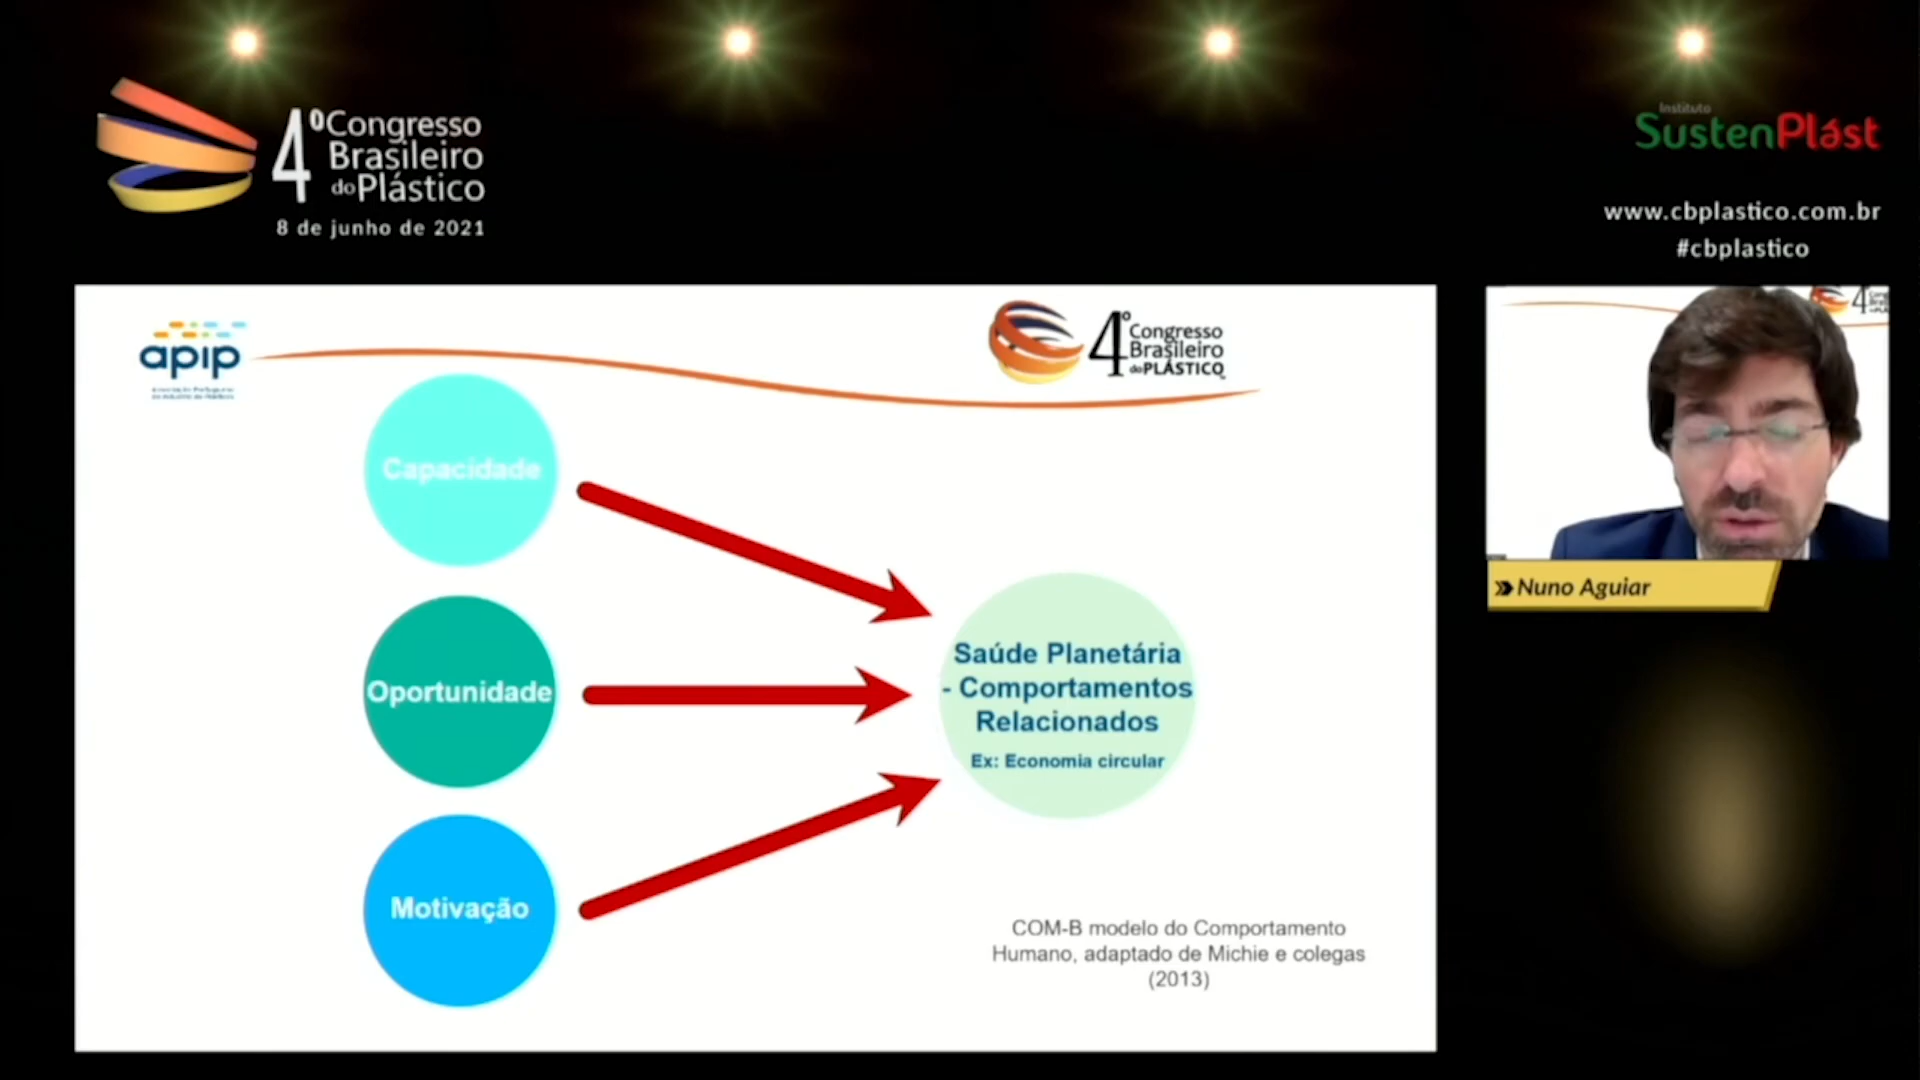 4º Congresso
Brasileiro
do Plástico
8 de junho de 2021
Instituto
SustenPlást
www.cbplastico.com.br
#cbplastico
apip
4º Congresso
Brasileiro
do PLÁSTICO
Capacidade
Oportunidade
Motivação
Saúde Planetária
- Comportamentos
Relacionados
Ex: Economia circular
COM-B modelo do Comportamento
Humano, adaptado de Michie e colegas
(2013)
Nuno Aguiar